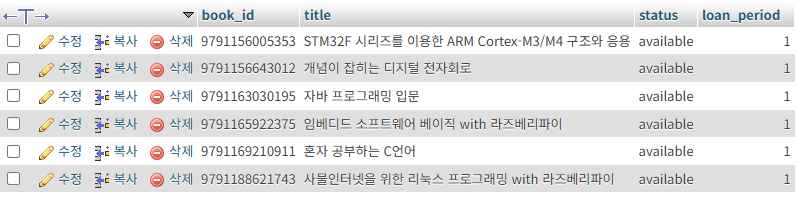 book_id title status loan_period
수정 복사 삭제 9791156005353 STM32F 시리즈를 이용한 ARM Cortex-M3/M4 구조와 응용 available 1
수정 복사 삭제 9791156643012 개념이 잡히는 디지털 전자회로 available 1
수정 복사 삭제 9791163030195 자바 프로그래밍 입문 available 1
수정 복사 삭제 9791165922375 임베디드 소프트웨어 베이직 with 라즈베리파이 available 1
수정 복사 삭제 9791169210911 혼자 공부하는 C언어 available 1
수정 복사 삭제 9791188621743 사물인터넷을 위한 리눅스 프로그래밍 with 라즈베리파이 available 1